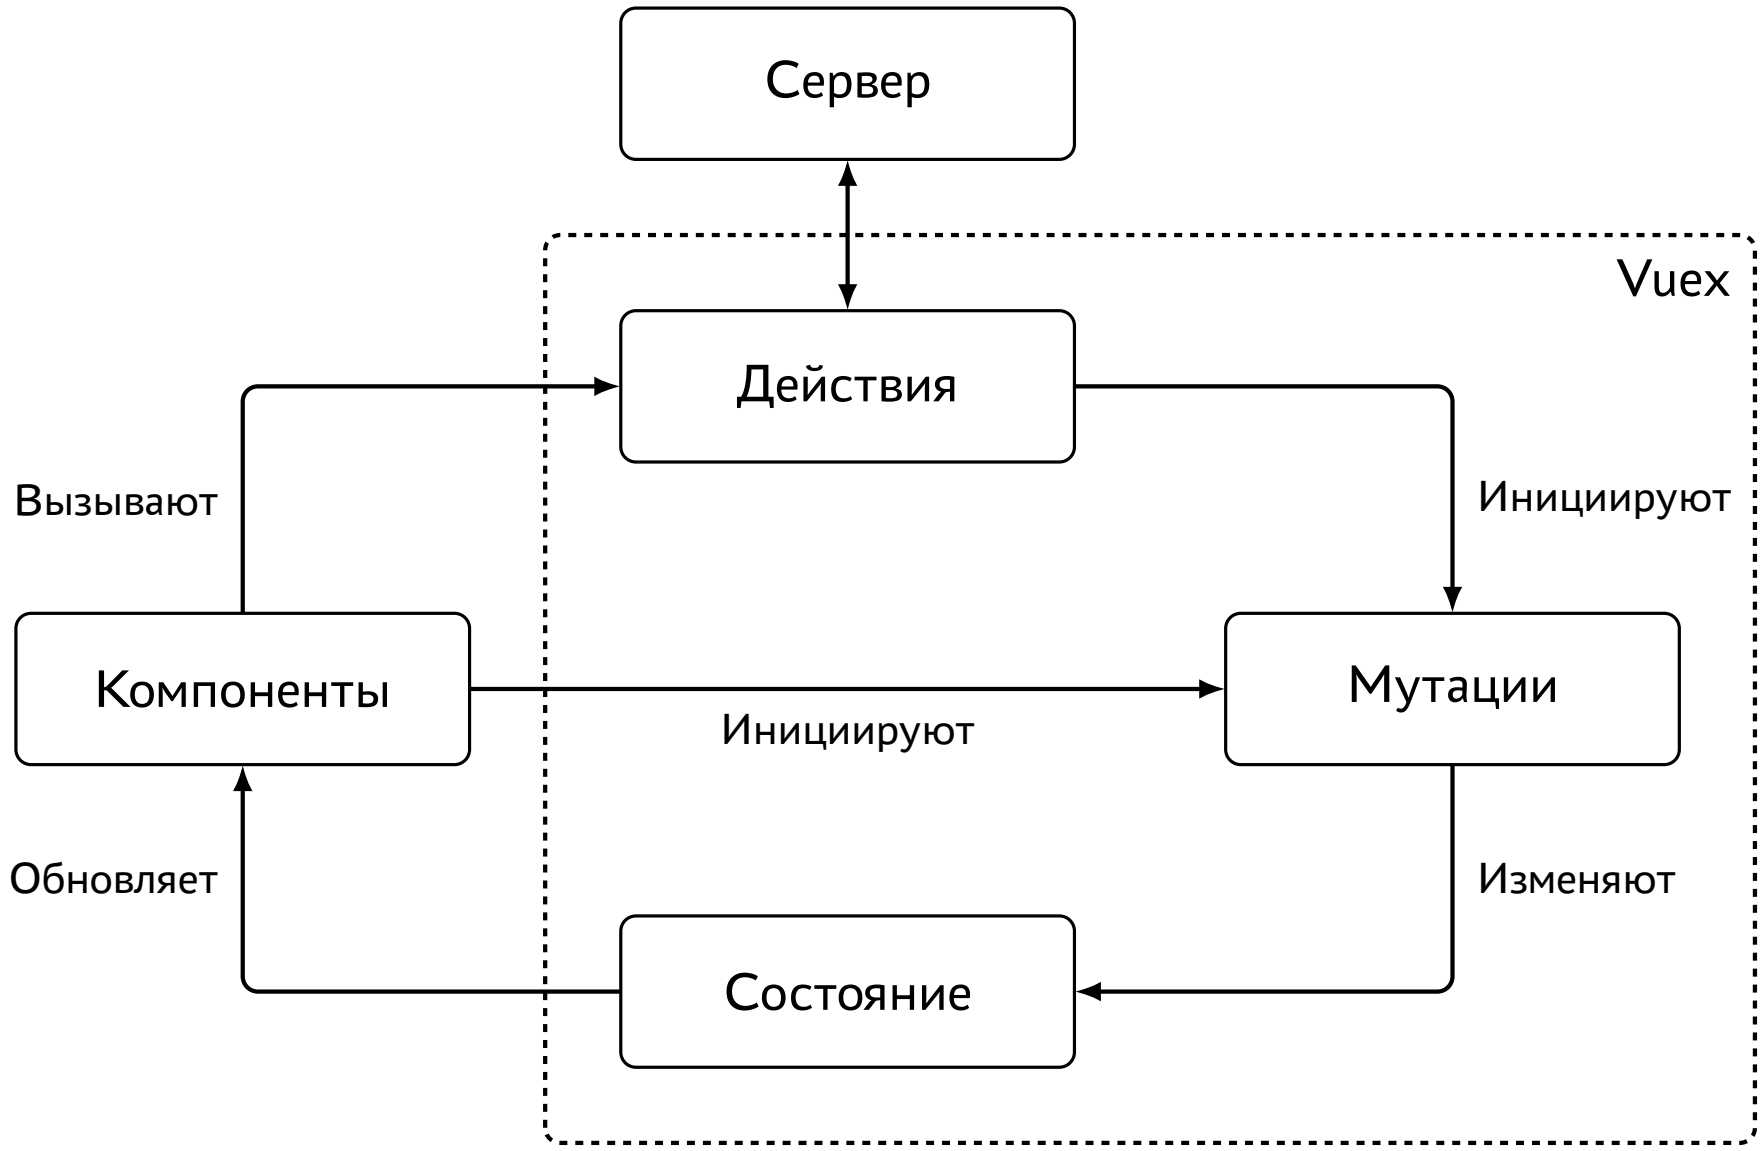 Сервер
Vuex
Действия
Вызывают
Инициируют
Компоненты
Мутации
Инициируют
Обновляет
Изменяют
Состояние